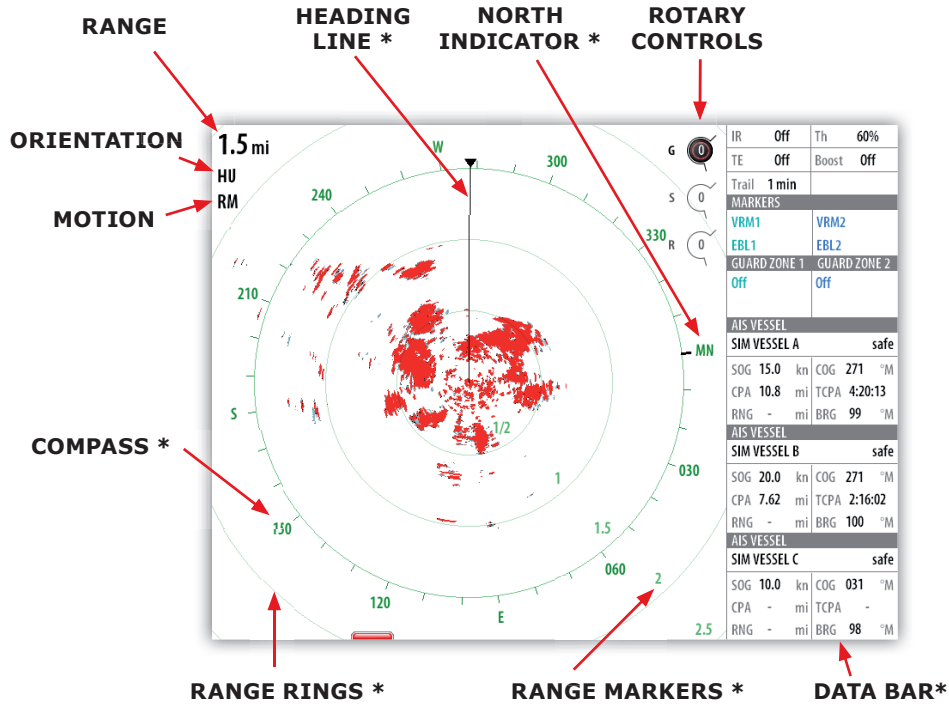 RANGE
HEADING
LINE *
NORTH
INDICATOR *
ROTARY
CONTROLS
ORIENTATION
MOTION
COMPASS *
RANGE RINGS *
RANGE MARKERS *
DATA BAR*
1.5 mi
HU
RM
W
300
240
330
210
MN
S
030
150
060
120
E
1/2
1
1.5
2
2.5
G 0
S 0
R 0
IR Off Th 60%
TE Off Boost Off
Trail 1 min
MARKERS
VRM1 VRM2
EBL1 EBL2
GUARD ZONE 1 GUARD ZONE 2
Off Off
AIS VESSEL
SIM VESSEL A safe
SOG 15.0 kn COG 271 °M
CPA 10.8 mi TCPA 4:20:13
RNG - mi BRG 99 °M
AIS VESSEL
SIM VESSEL B safe
SOG 20.0 kn COG 271 °M
CPA 7.62 mi TCPA 2:16:02
RNG - mi BRG 100 °M
AIS VESSEL
SIM VESSEL C safe
SOG 10.0 kn COG 031 °M
CPA - mi TCPA -
RNG - mi BRG 98 °M